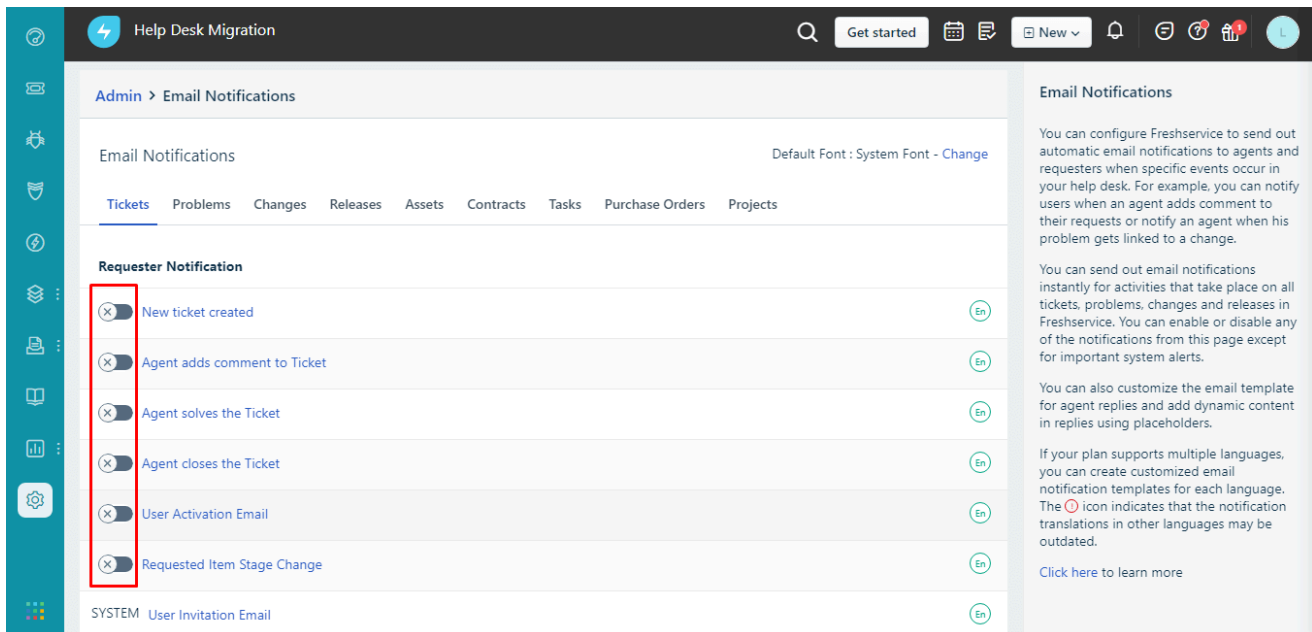 Help Desk Migration
Get started
New
1
L
Admin > Email Notifications
Email Notifications
Default Font : System Font - Change
Tickets Problems Changes Releases Assets Contracts Tasks Purchase Orders Projects
Requester Notification
New ticket created En
Agent adds comment to Ticket En
Agent solves the Ticket En
Agent closes the Ticket En
User Activation Email En
Requested Item Stage Change En
SYSTEM User Invitation Email En
Email Notifications
You can configure Freshservice to send out
automatic email notifications to agents and
requesters when specific events occur in
your help desk. For example, you can notify
users when an agent adds comment to
their requests or notify an agent when his
problem gets linked to a change.
You can send out email notifications
instantly for activities that take place on all
tickets, problems, changes and releases in
Freshservice. You can enable or disable any
of the notifications from this page except
for important system alerts.
You can also customize the email template
for agent replies and add dynamic content
in replies using placeholders.
If your plan supports multiple languages,
you can create customized email
notification templates for each language.
The ! icon indicates that the notification
translations in other languages may be
outdated.
Click here to learn more